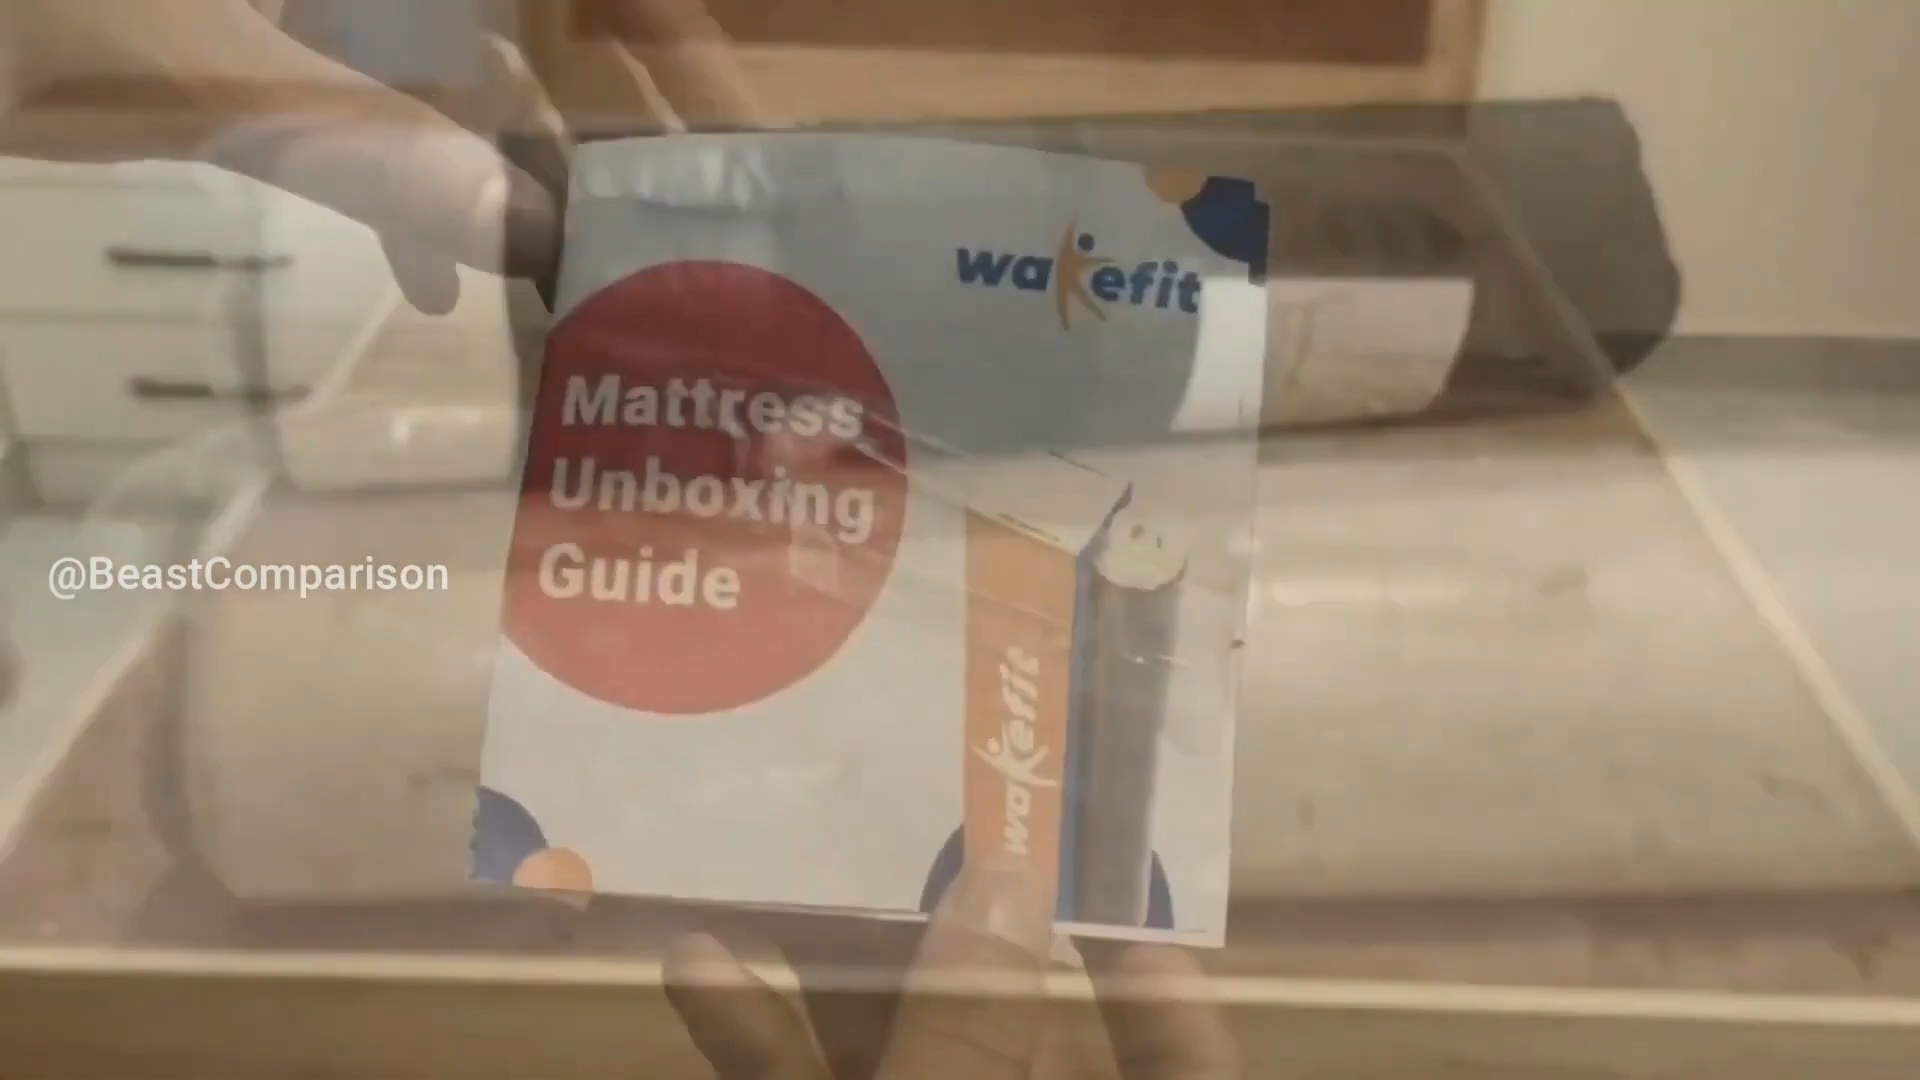 wakefit
Mattress
Unboxing
Guide
@BeastComparison
wakefit